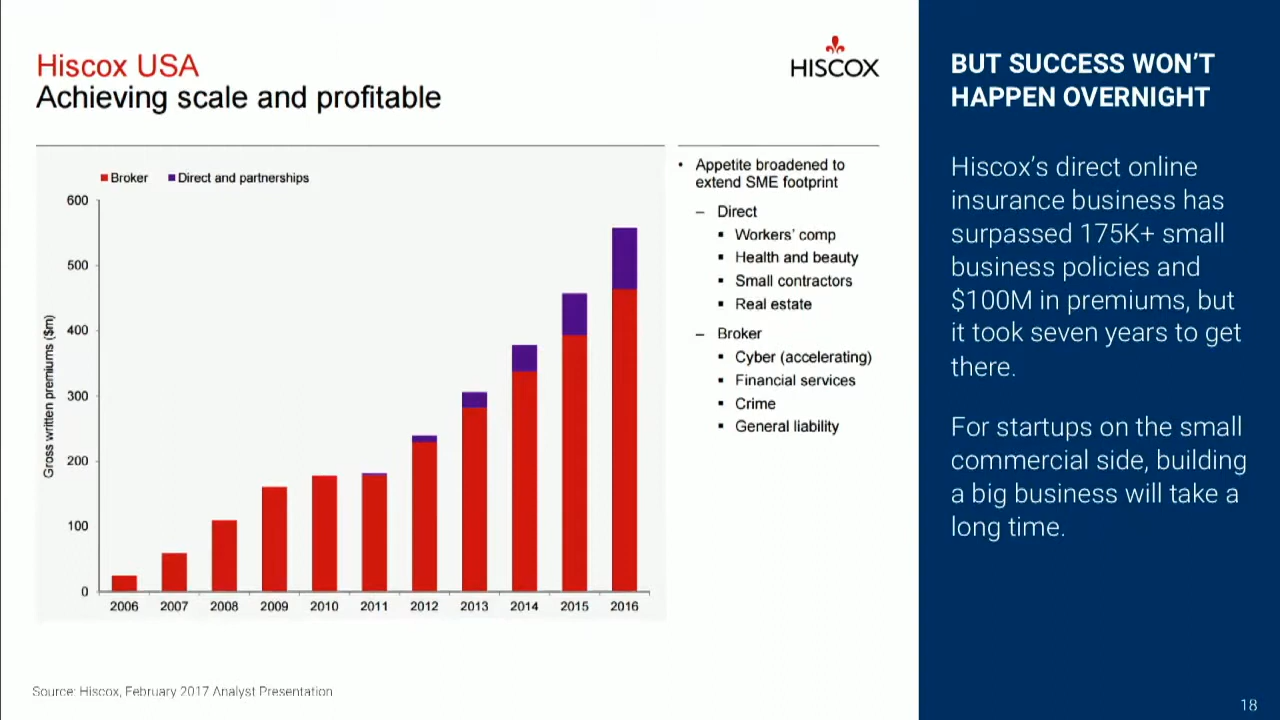 Hiscox USA
Achieving scale and profitable
HISCOX
Broker
Direct and partnerships
Gross written premiums ($m)
600
500
400
300
200
100
0
2006 2007 2008 2009 2010 2011 2012 2013 2014 2015 2016
• Appetite broadened to
extend SME footprint
– Direct
▪ Workers' comp
▪ Health and beauty
▪ Small contractors
▪ Real estate
– Broker
▪ Cyber (accelerating)
▪ Financial services
▪ Crime
▪ General liability
Source: Hiscox, February 2017 Analyst Presentation
BUT SUCCESS WON'T
HAPPEN OVERNIGHT
Hiscox's direct online
insurance business has
surpassed 175K+ small
business policies and
$100M in premiums, but
it took seven years to get
there.
For startups on the small
commercial side, building
a big business will take a
long time.
18